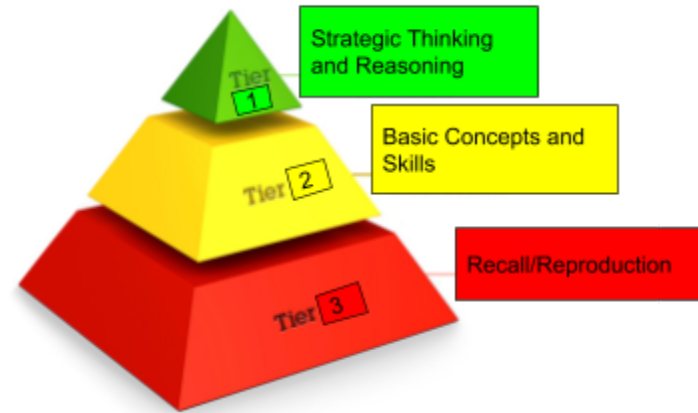 Strategic Thinking
and Reasoning
Tier
1
Basic Concepts and
Skills
Tier 2
Recall/Reproduction
Tier 3